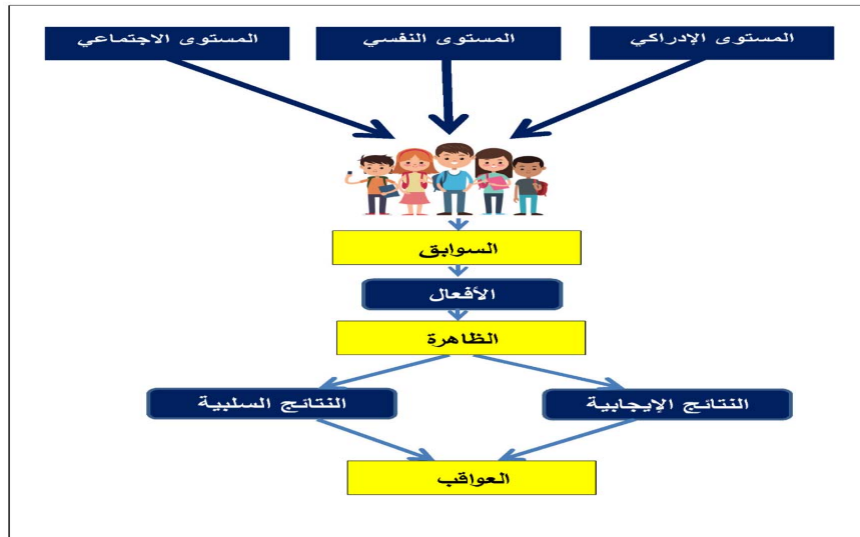 المستوى الإدراكي
المستوى النفسي
المستوى الاجتماعي
السوابق
الأفعال
الظاهرة
النتائج الإيجابية
النتائج السلبية
العواقب